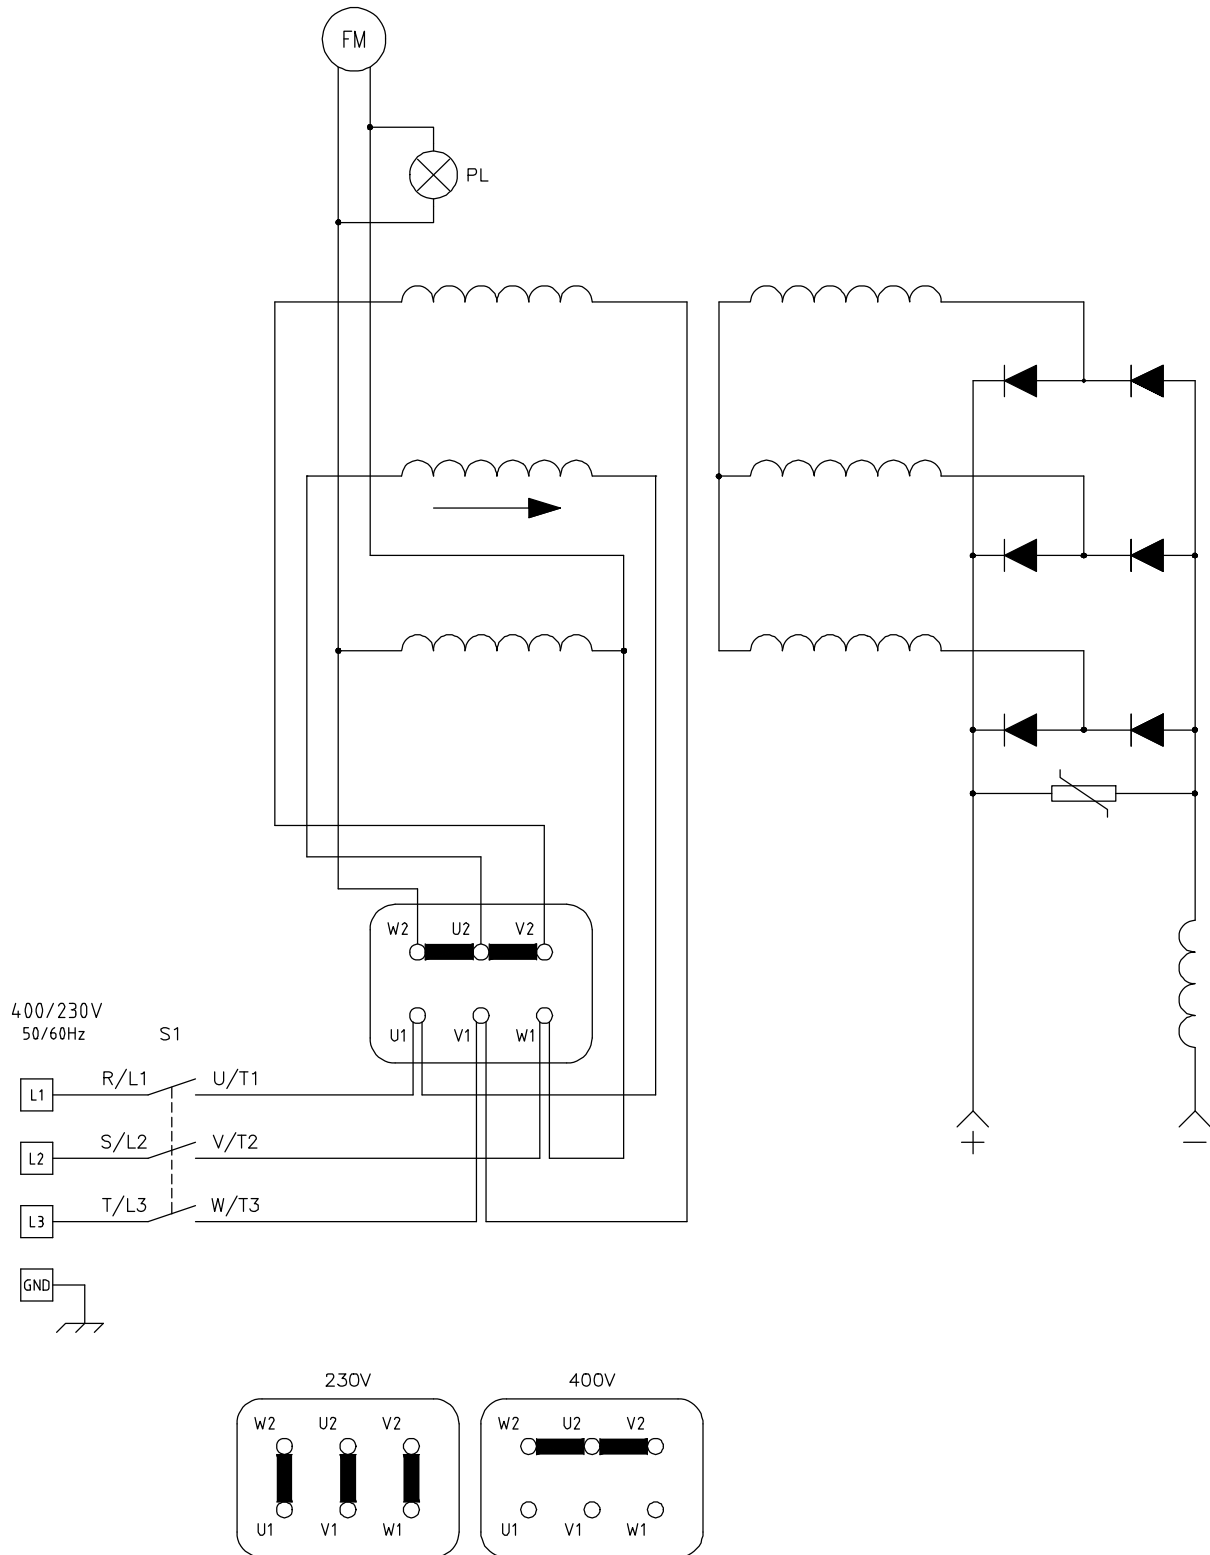 FM
PL
W2 U2 V2
U1 V1 W1
400/230V
50/60Hz
S1
L1 R/L1 U/T1
L2 S/L2 V/T2
L3 T/L3 W/T3
GND
+ −
230V
W2 U2 V2
U1 V1 W1
400V
W2 U2 V2
U1 V1 W1